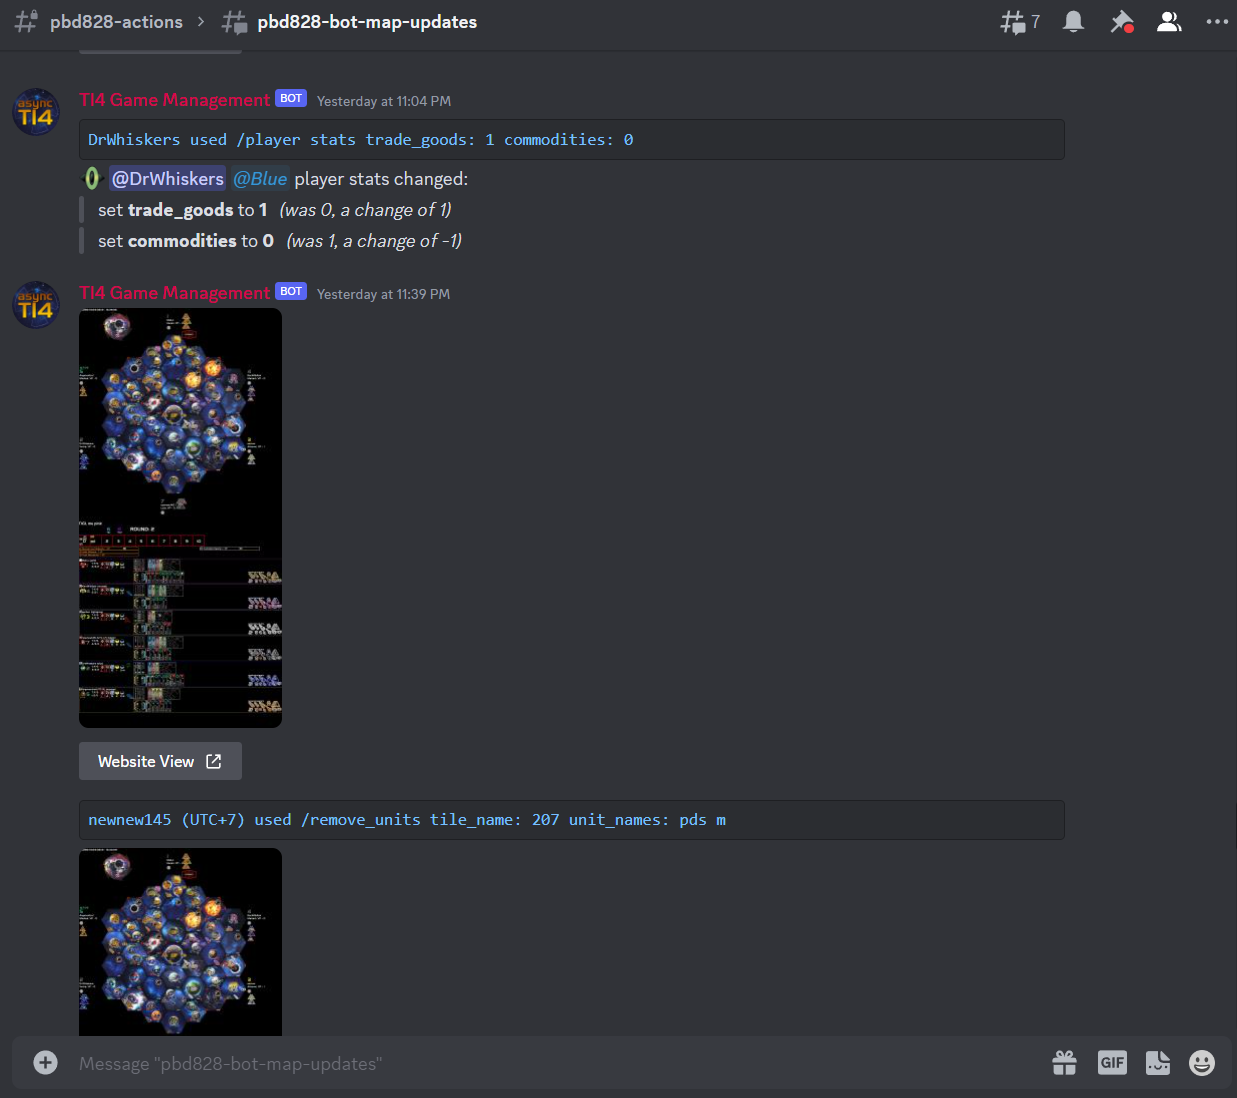 pbd828-actions > pbd828-bot-map-updates 7
async TI4
TI4 Game Management BOT Yesterday at 11:04 PM
DrWhiskers used /player stats trade_goods: 1 commodities: 0
@DrWhiskers @Blue player stats changed:
set trade_goods to 1 (was 0, a change of 1)
set commodities to 0 (was 1, a change of -1)
async TI4
TI4 Game Management BOT Yesterday at 11:39 PM
ROUND: 2
Website View
newnew145 (UTC+7) used /remove_units tile_name: 207 unit_names: pds m
Message "pbd828-bot-map-updates"
GIF